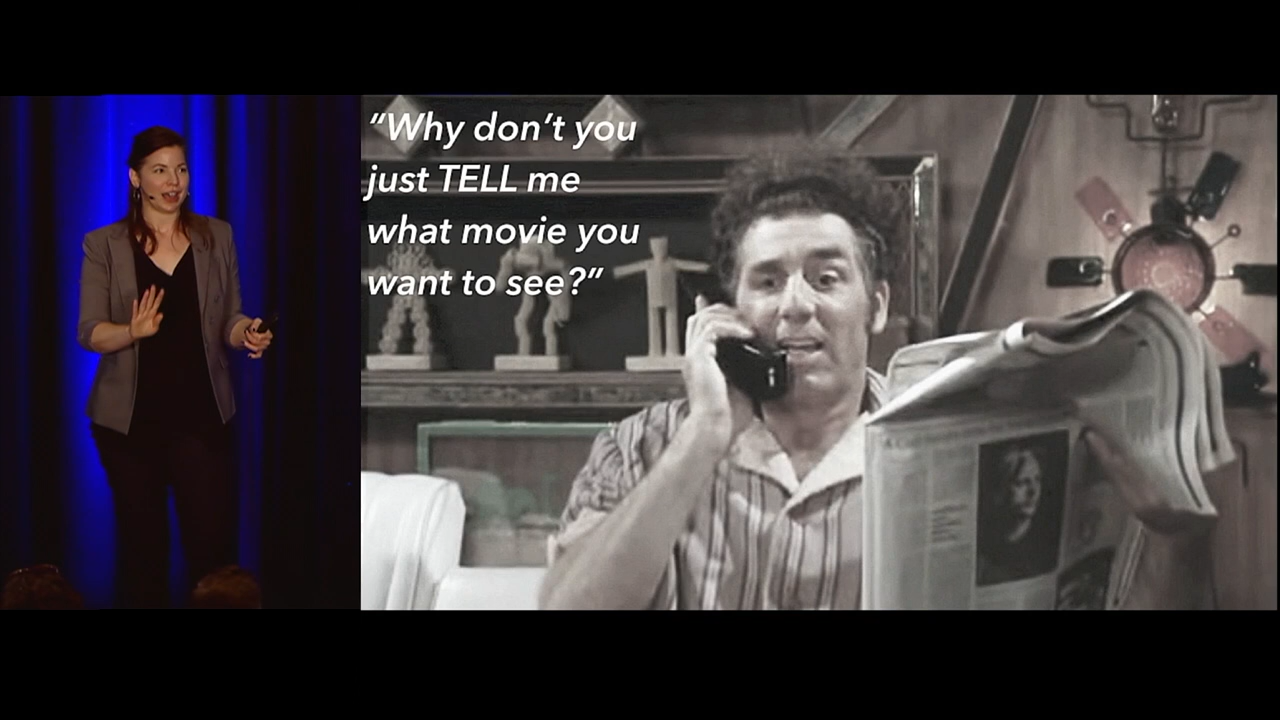 “Why don’t you
just TELL me
what movie you
want to see?”